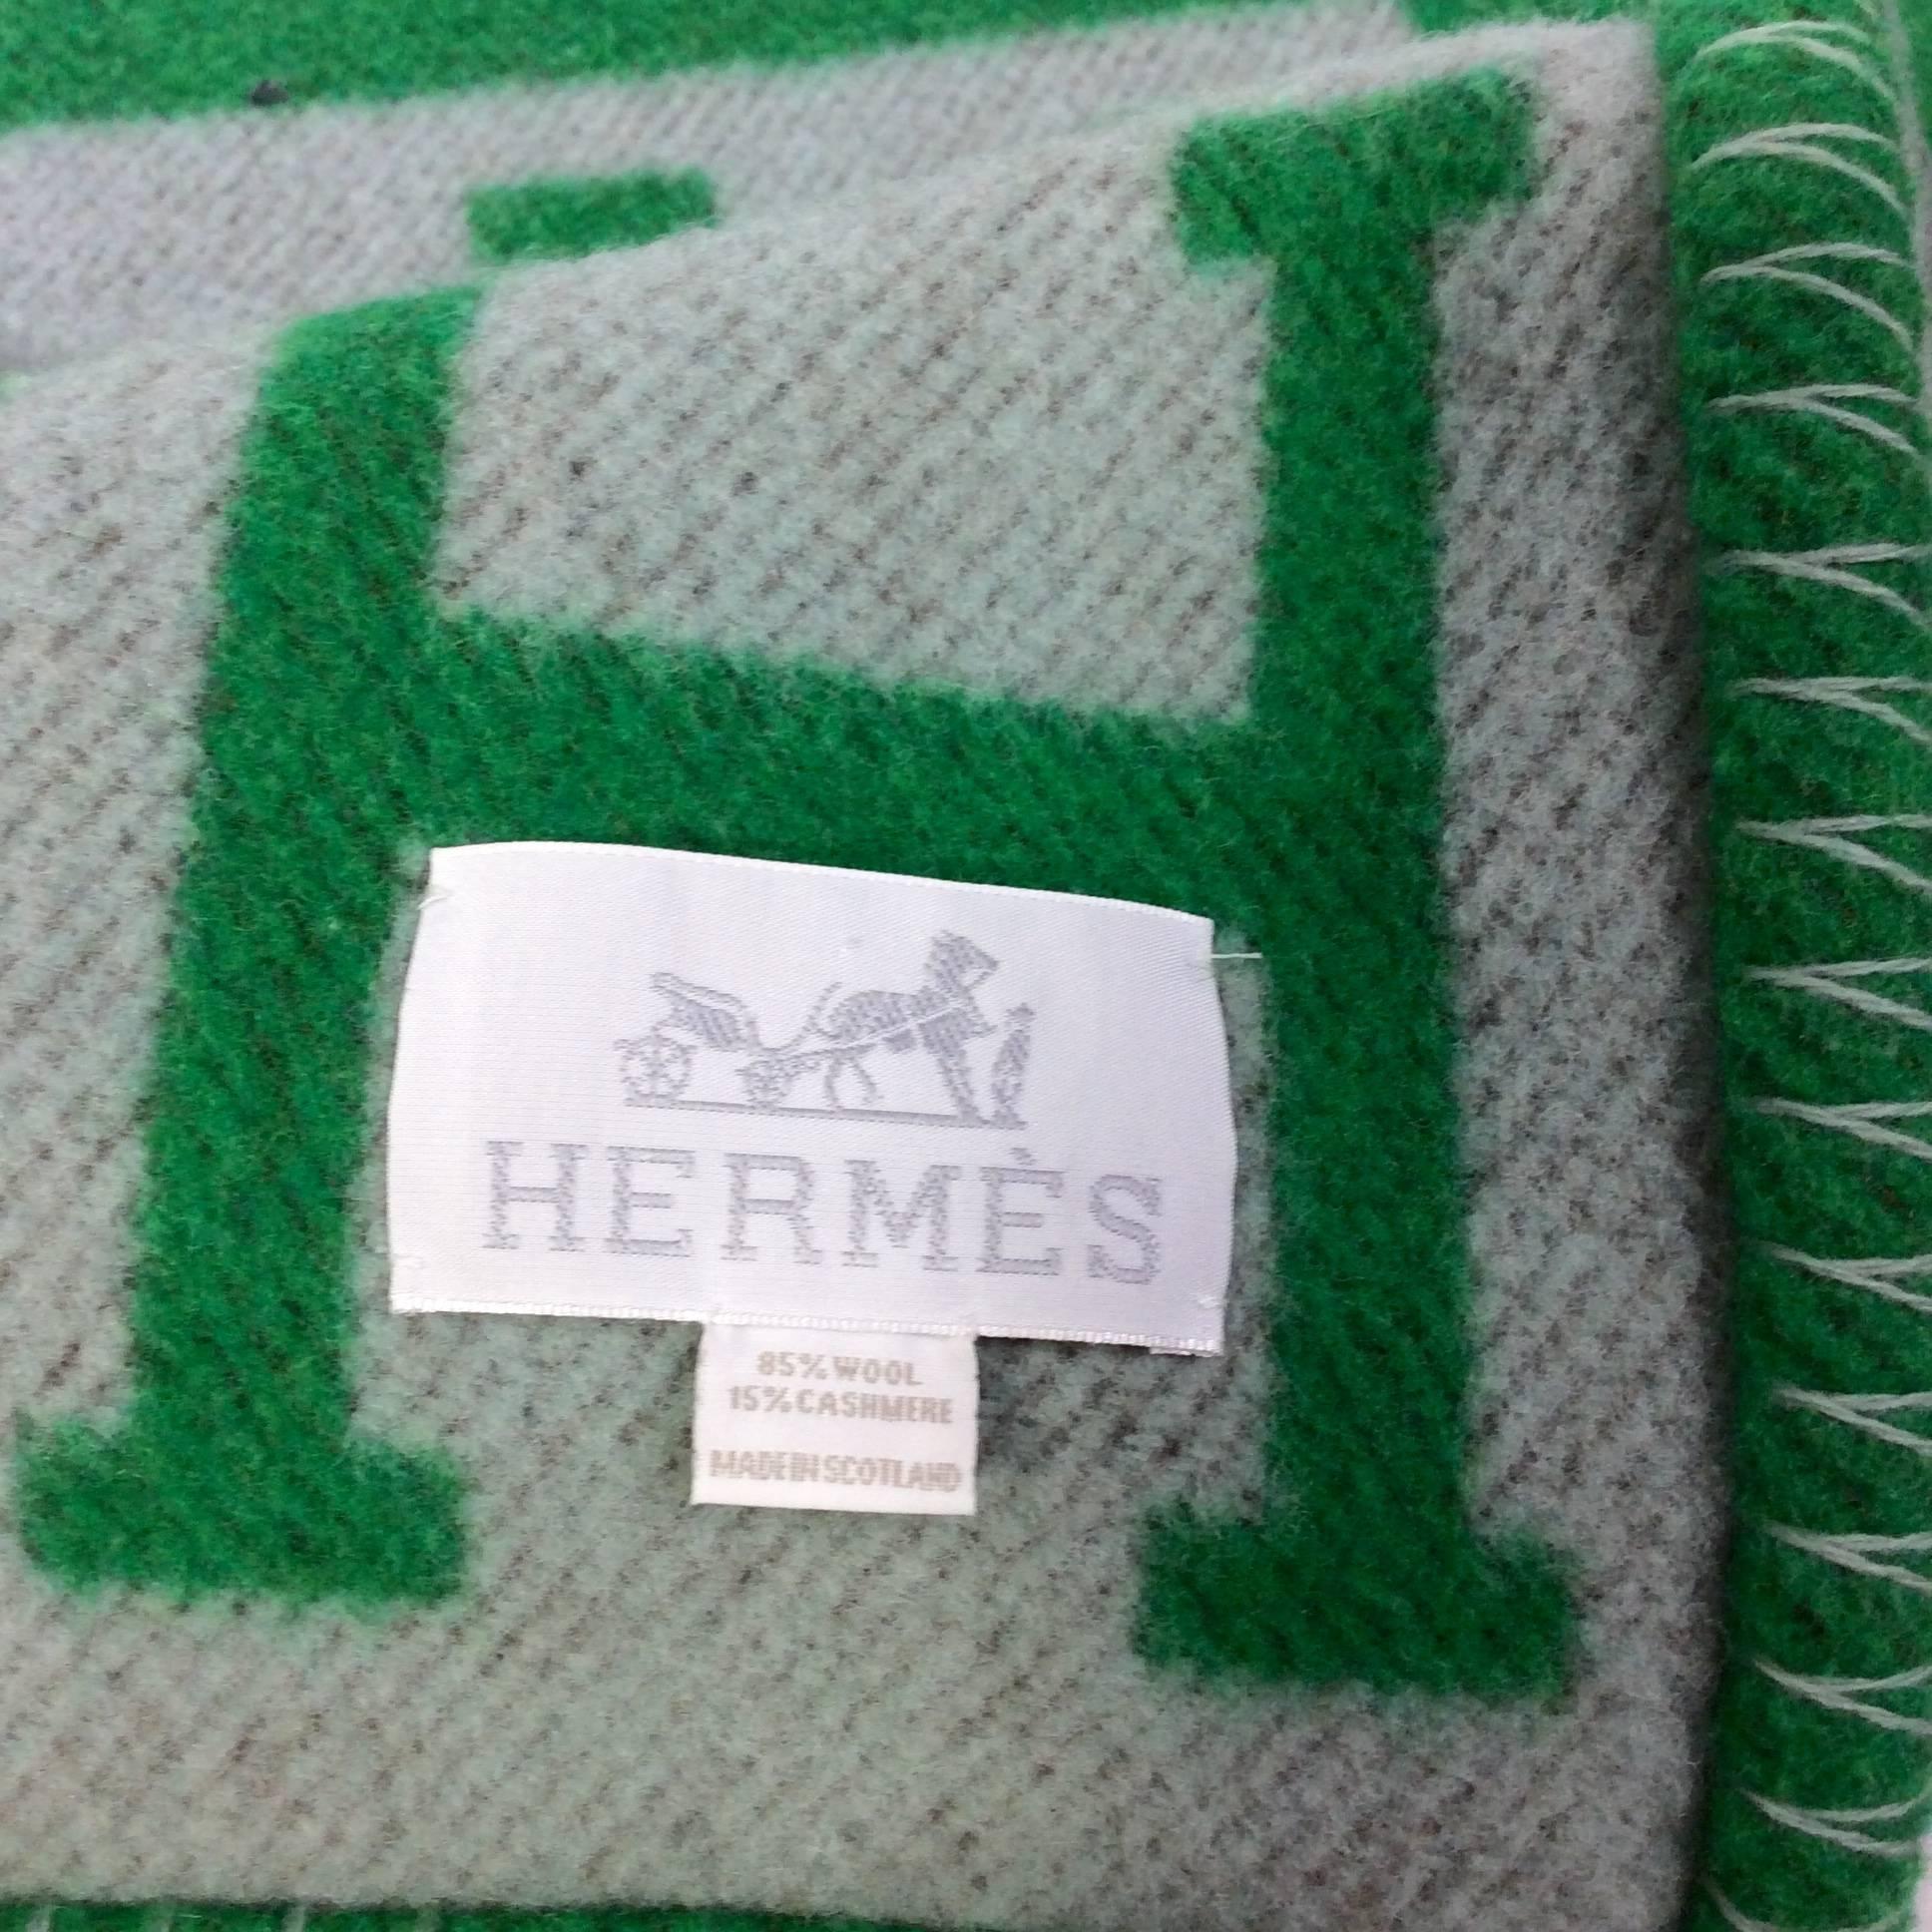 H
HERMÈS
85% WOOL
15% CASHMERE
MADE IN SCOTLAND